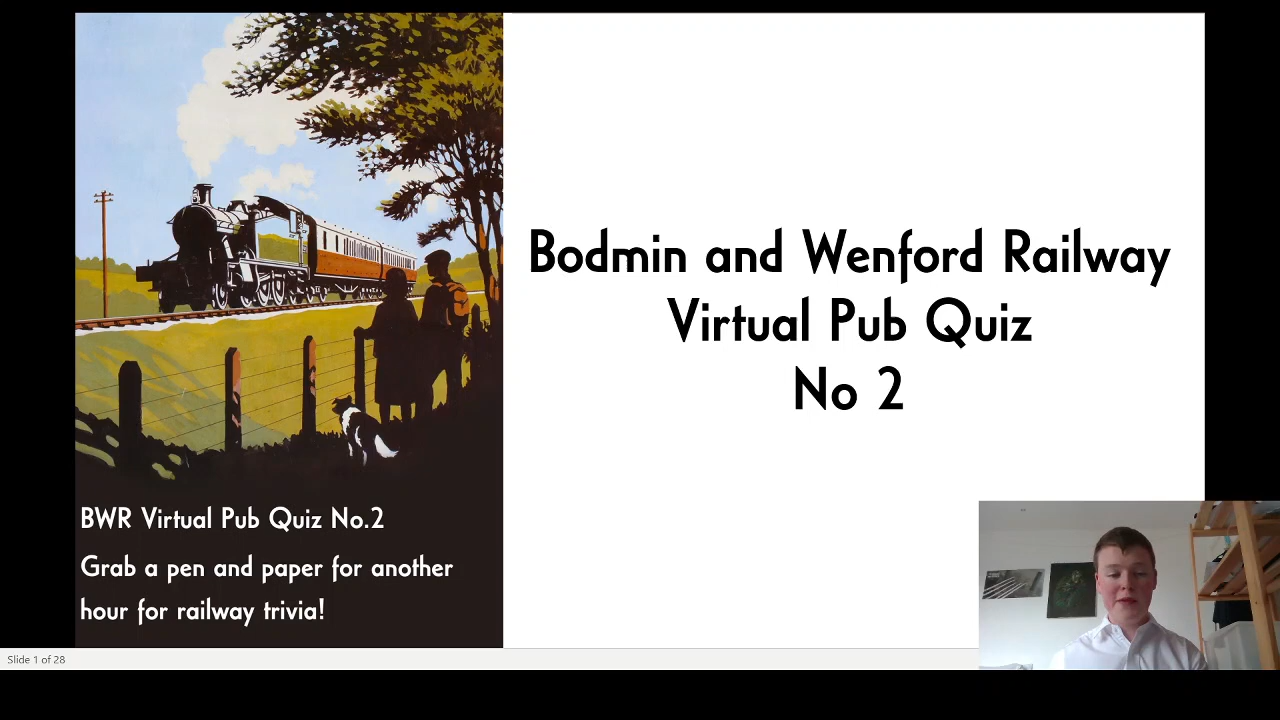 Bodmin and Wenford Railway
Virtual Pub Quiz
No 2
BWR Virtual Pub Quiz No.2
Grab a pen and paper for another
hour for railway trivia!
Slide 1 of 28